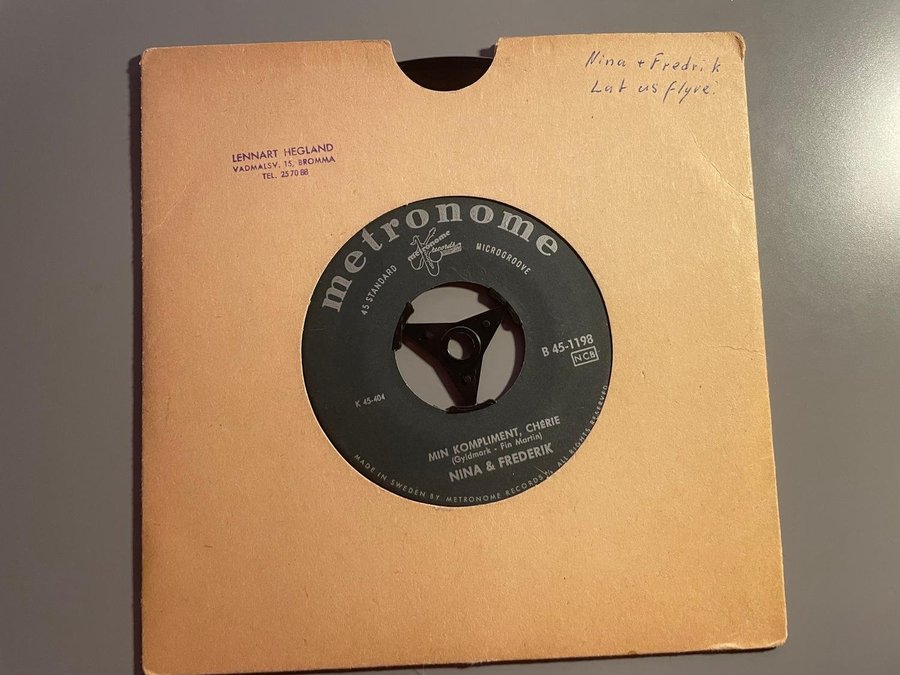 Nina + Fredrik
Lat us flyve.
LENNART HEGLAND
VADMALSV. 15, BROMMA
TEL. 25 70 88
metronome
metronome
records
45 STANDARD
MICROGROOVE
B 45-1198
NCB
K 45-404
MIN KOMPLIMENT, CHERIE
(Gyldmark - Fin Martin)
NINA & FREDERIK
MADE IN SWEDEN BY METRONOME RECORDS ALL RIGHTS RESERVED